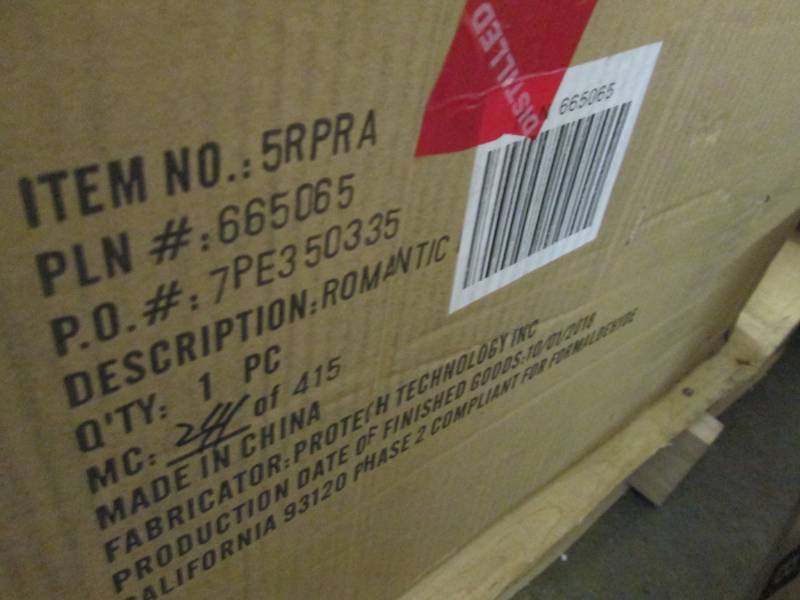 DISTILLED
665065
ITEM NO.: 5RPRA
PLN #: 665065
P.O.#: 7PE350335
DESCRIPTION: ROMANTIC
Q'TY: 1 PC
MC: 241 of 415
MADE IN CHINA
FABRICATOR: PROTECH TECHNOLOGY INC
PRODUCTION DATE OF FINISHED GOODS:10/01/2018
CALIFORNIA 93120 PHASE 2 COMPLIANT FOR FORMALDEHYDE